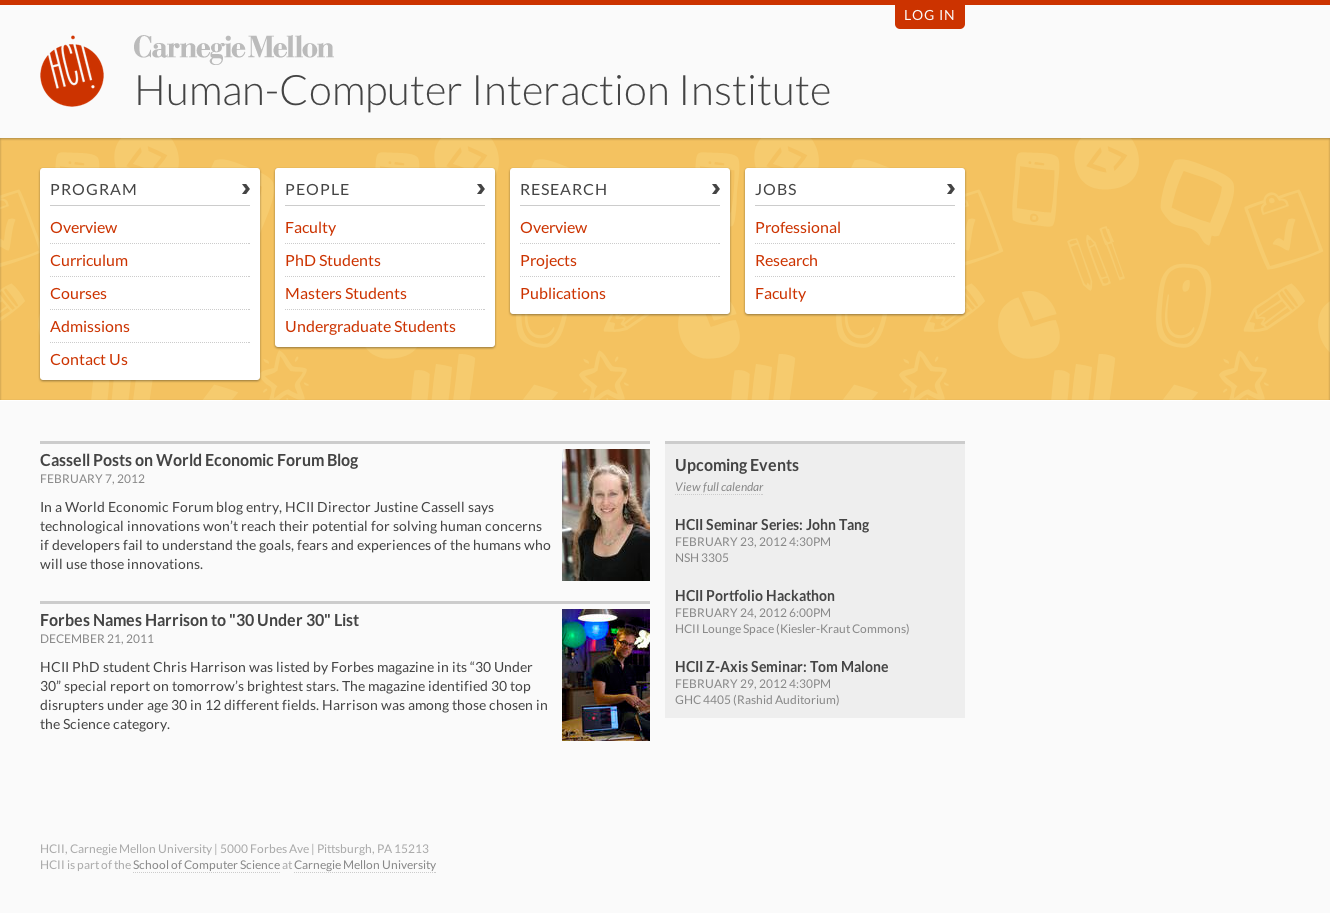 LOG IN
HCII
Carnegie Mellon
Human-Computer Interaction Institute
PROGRAM
Overview
Curriculum
Courses
Admissions
Contact Us
PEOPLE
Faculty
PhD Students
Masters Students
Undergraduate Students
RESEARCH
Overview
Projects
Publications
JOBS
Professional
Research
Faculty
Cassell Posts on World Economic Forum Blog
FEBRUARY 7, 2012
In a World Economic Forum blog entry, HCII Director Justine Cassell says
technological innovations won’t reach their potential for solving human concerns
if developers fail to understand the goals, fears and experiences of the humans who
will use those innovations.
Forbes Names Harrison to "30 Under 30" List
DECEMBER 21, 2011
HCII PhD student Chris Harrison was listed by Forbes magazine in its “30 Under
30” special report on tomorrow’s brightest stars. The magazine identified 30 top
disrupters under age 30 in 12 different fields. Harrison was among those chosen in
the Science category.
Upcoming Events
View full calendar
HCII Seminar Series: John Tang
FEBRUARY 23, 2012 4:30PM
NSH 3305
HCII Portfolio Hackathon
FEBRUARY 24, 2012 6:00PM
HCII Lounge Space (Kiesler-Kraut Commons)
HCII Z-Axis Seminar: Tom Malone
FEBRUARY 29, 2012 4:30PM
GHC 4405 (Rashid Auditorium)
HCII, Carnegie Mellon University | 5000 Forbes Ave | Pittsburgh, PA 15213
HCII is part of the School of Computer Science at Carnegie Mellon University